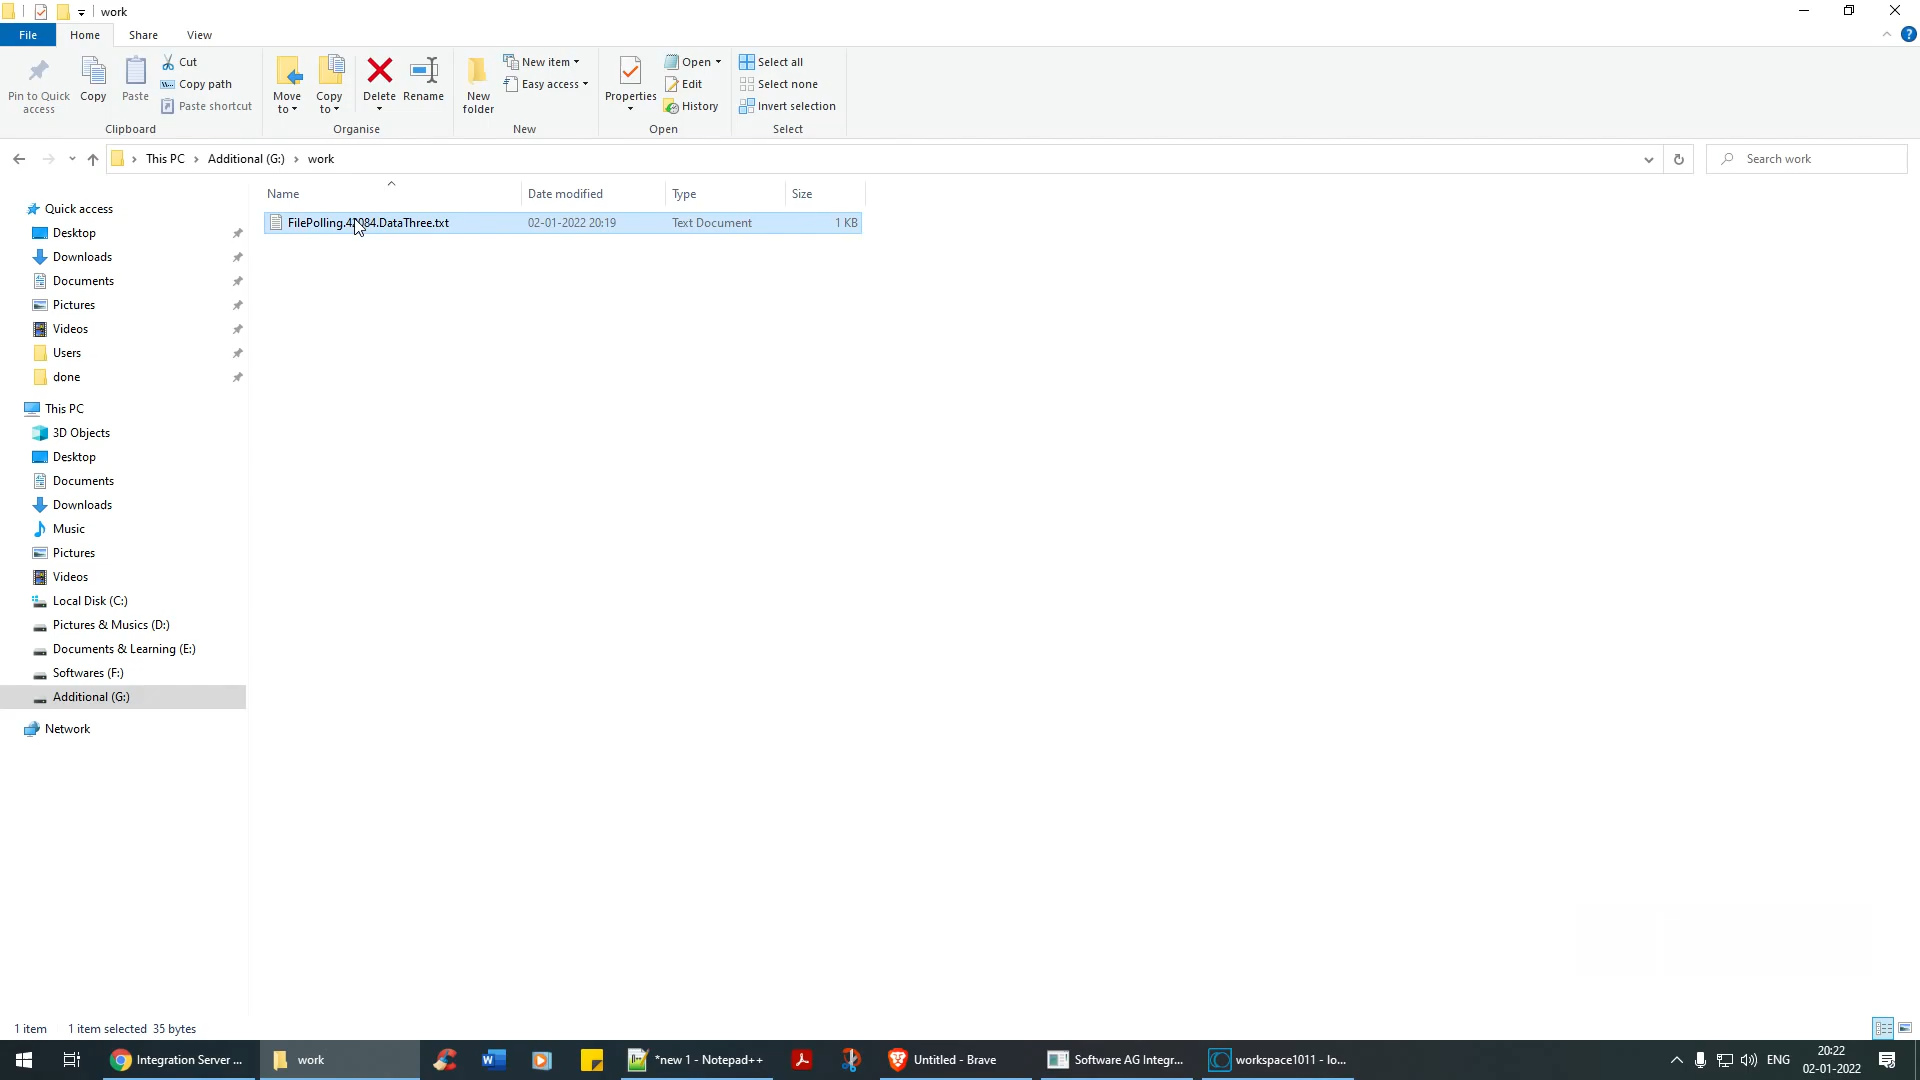 work
File Home Share View
Pin to Quick access
Copy
Paste
Cut
Copy path
Paste shortcut
Clipboard
Move to
Copy to
Delete
Rename
Organise
New folder
New item
Easy access
New
Properties
Open
Edit
History
Open
Select all
Select none
Invert selection
Select
This PC Additional (G:) work
Search work
Name Date modified Type Size
02-01-2022 20:19 Text Document 1 KB
Quick access
Desktop
Downloads
Documents
Pictures
Videos
Users
done
This PC
3D Objects
Desktop
Documents
Downloads
Music
Pictures
Videos
Local Disk (C:)
Pictures & Musics (D:)
Documents & Learning (E:)
Softwares (F:)
Additional (G:)
Network
1 item 1 item selected 35 bytes
Integration Server ...
work
*new 1 - Notepad++
Untitled - Brave
Software AG Integr...
workspace1011 - lo...
ENG
20:22
02-01-2022